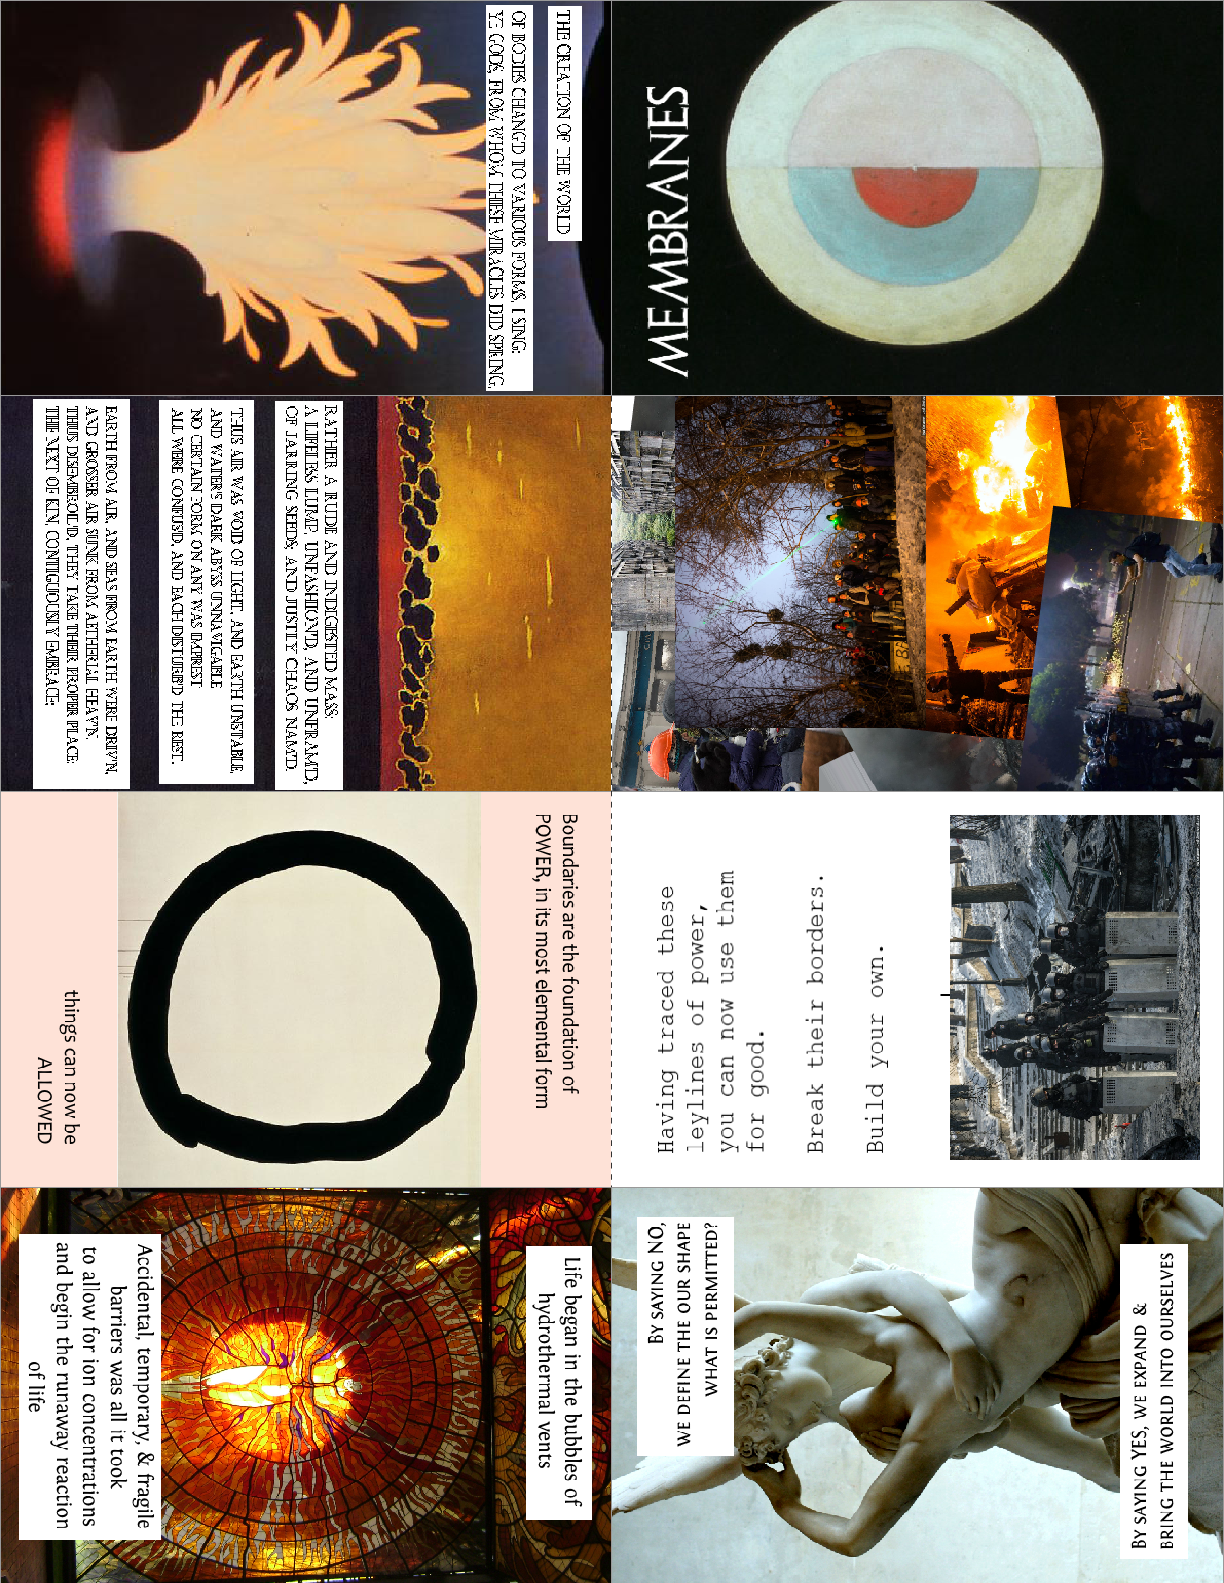 MEMBRANES
THE CREATION OF THE WORLD
OF BODIES CHANG'D TO VARIOUS FORMS, I SING:
YE GODS, FROM WHOM THESE MIRACLES DID SPRING,
RATHER A RUDE AND INDIGESTED MASS:
A LIFELESS LUMP, UNFASHION'D, AND UNFRAM'D,
OF JARRING SEEDS; AND JUSTLY CHAOS NAM'D.
THUS AIR WAS VOID OF LIGHT, AND EARTH UNSTABLE,
AND WATER'S DARK ABYSS UNNAVIGABLE.
NO CERTAIN FORM ON ANY WAS IMPREST;
ALL WERE CONFUS'D, AND EACH DISTURB'D THE REST.
EARTH FROM AIR, AND SEAS FROM EARTH WERE DRIV'N,
AND GROSSER AIR SUNK FROM AETHERIAL HEAV'N.
THUS DISEMBROIL'D, THEY TAKE THEIR PROPER PLACE;
THE NEXT OF KIN, CONTIGUOUSLY EMBRACE;
Boundaries are the foundation of
POWER, in its most elemental form
things can now be
ALLOWED
Life began in the bubbles of
hydrothermal vents
Accidental, temporary, & fragile
barriers was all it took
to allow for ion concentrations
and begin the runaway reaction
of life
BY SAYING NO,
WE DEFINE THE OUR SHAPE
WHAT IS PERMITTED?
BY SAYING YES, WE EXPAND &
BRING THE WORLD INTO OURSELVES
Having traced these
leylines of power,
you can now use them
for good.
Break their borders.
Build your own.